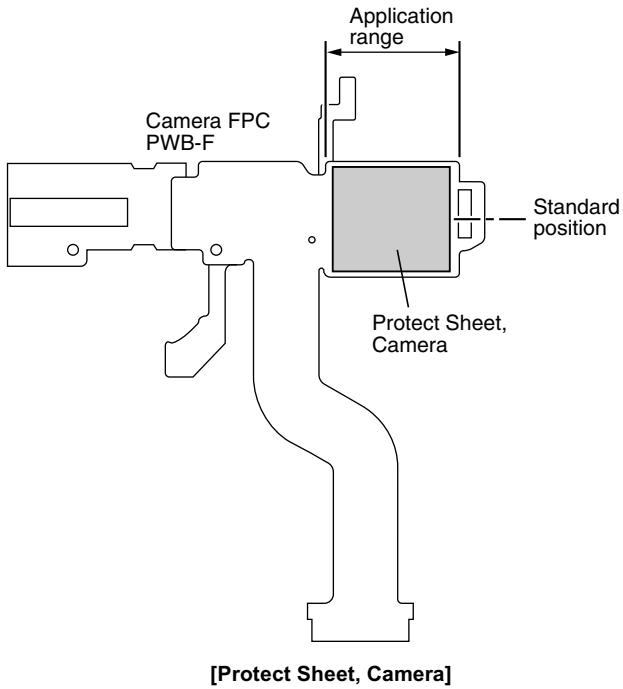 Application
range
Camera FPC
PWB-F
Standard
position
Protect Sheet,
Camera
[Protect Sheet, Camera]